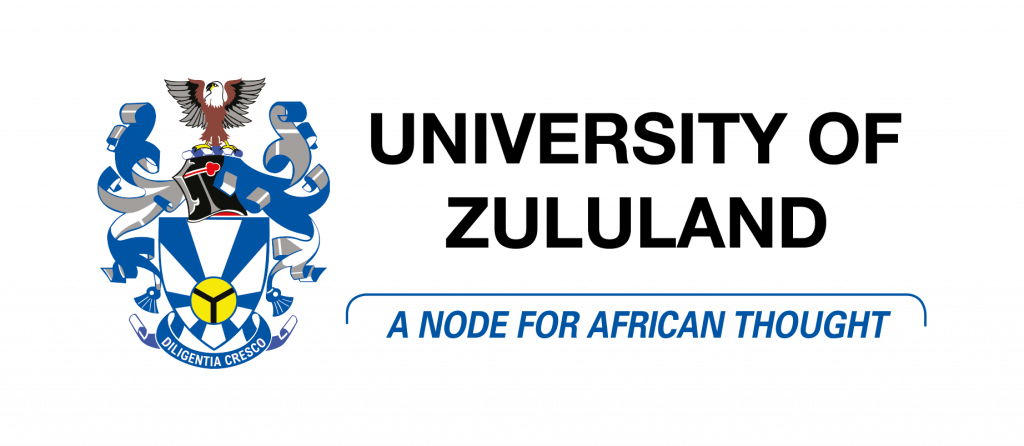 UNIVERSITY OF
ZULULAND
A NODE FOR AFRICAN THOUGHT
DILIGENTIA CRESCO